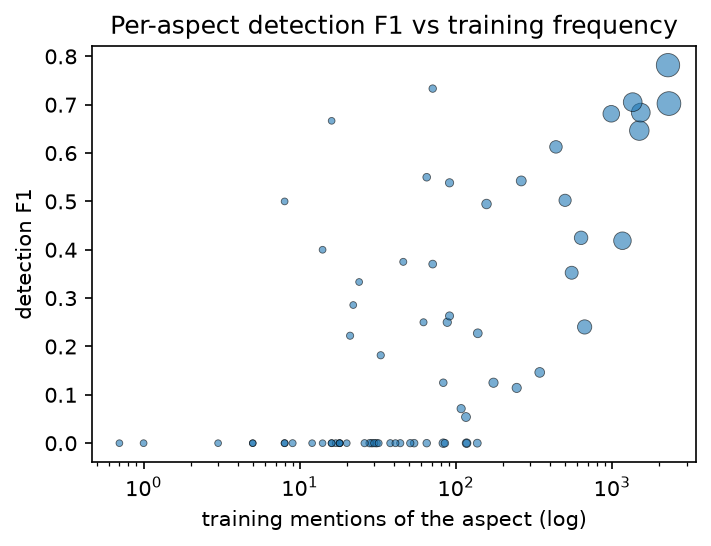 Per-aspect detection F1 vs training frequency
detection F1
0.8
0.7
0.6
0.5
0.4
0.3
0.2
0.1
0.0
10⁰ 10¹ 10² 10³
training mentions of the aspect (log)